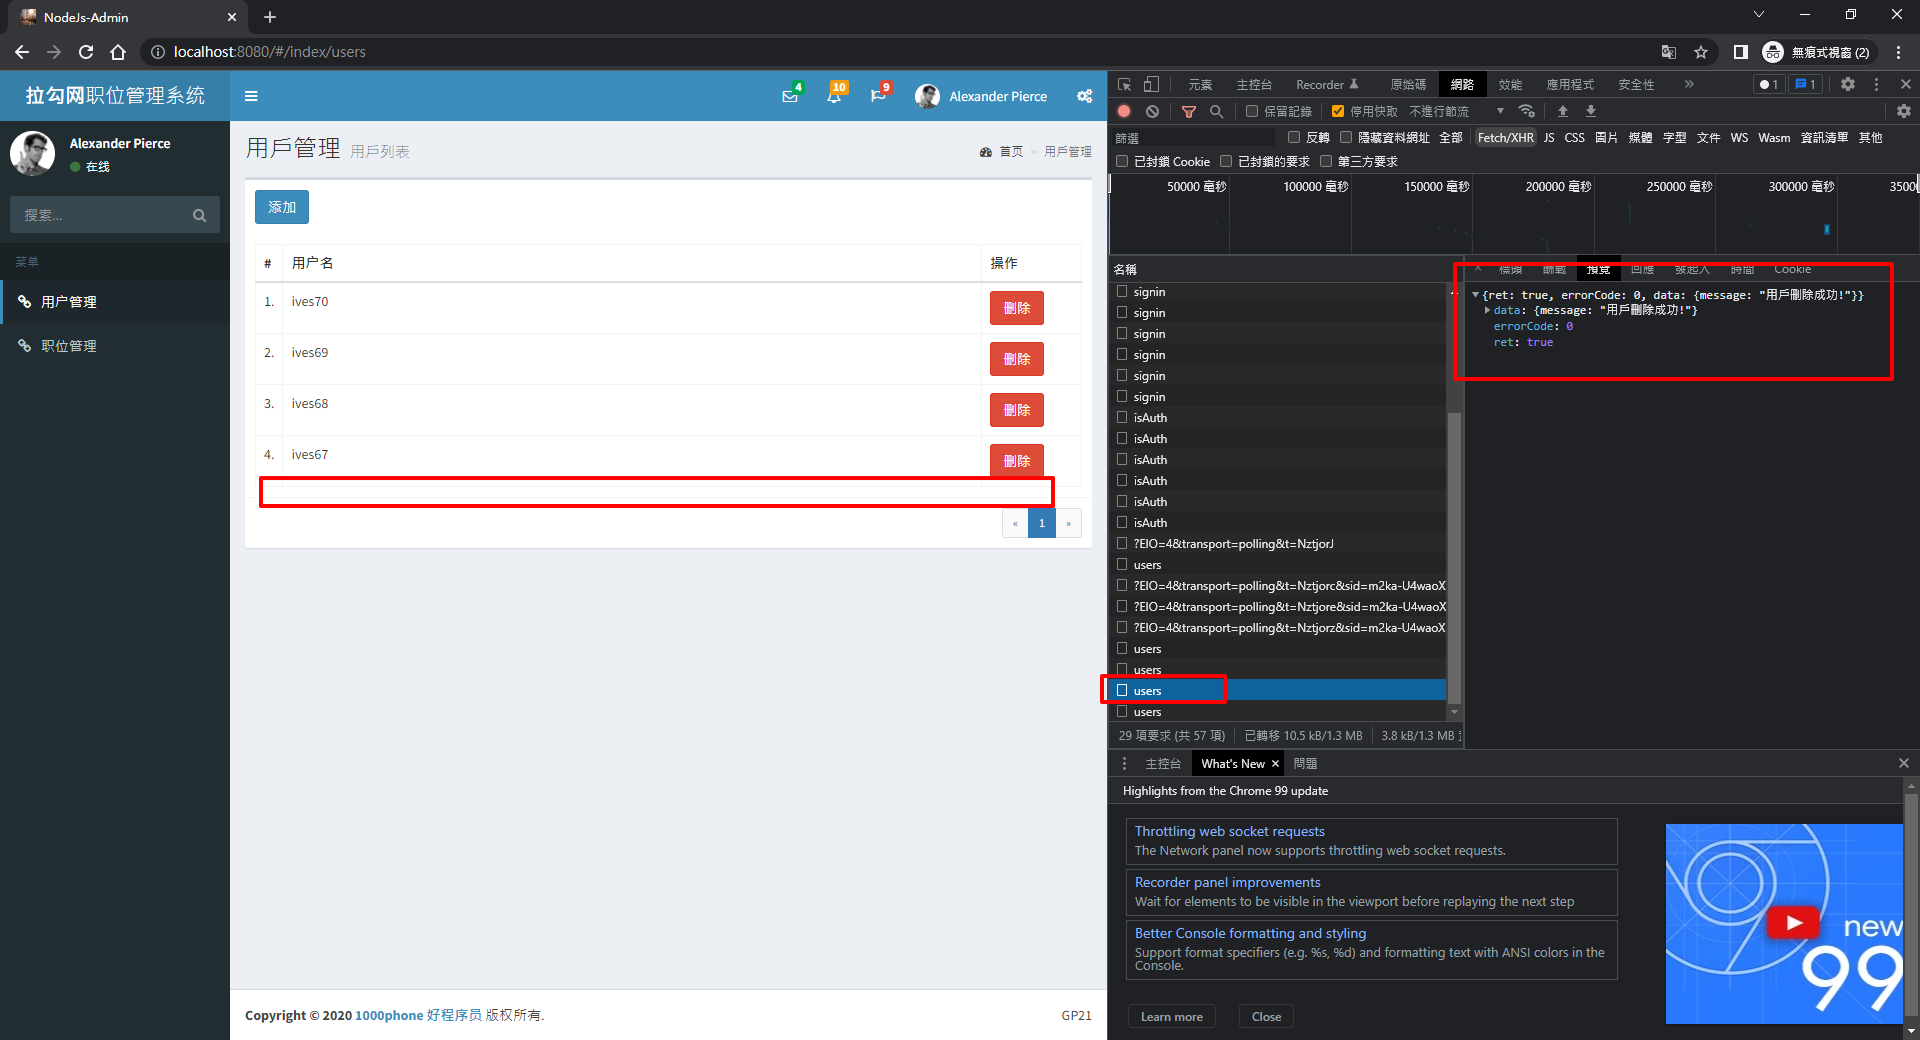 NodeJs-Admin
localhost:8080/#/index/users
無痕式視窗 (2)
拉勾网职位管理系统
4
10
9
Alexander Pierce
Alexander Pierce
在线
搜索...
菜单
用户管理
职位管理
用戶管理 用戶列表
首页 > 用戶管理
添加
# 用户名 操作
1. ives70 删除
2. ives69 删除
3. ives68 删除
4. ives67 删除
« 1 »
Copyright © 2020 1000phone 好程序员 版权所有.
GP21
元素 主控台 Recorder 原始碼 網路 效能 應用程式 安全性 » 1 1
保留記錄 停用快取 不進行節流
篩選 反轉 隱藏資料網址 全部 Fetch/XHR JS CSS 圖片 媒體 字型 文件 WS Wasm 資訊清單 其他
已封鎖 Cookie 已封鎖的要求 第三方要求
50000 毫秒 100000 毫秒 150000 毫秒 200000 毫秒 250000 毫秒 300000 毫秒 3500
名稱
signin
signin
signin
signin
signin
signin
isAuth
isAuth
isAuth
isAuth
isAuth
isAuth
?EIO=4&transport=polling&t=NztjorJ
users
?EIO=4&transport=polling&t=Nztjorc&sid=m2ka-U4waoX
?EIO=4&transport=polling&t=Nztjore&sid=m2ka-U4waoX
?EIO=4&transport=polling&t=Nztjorz&sid=m2ka-U4waoX
users
users
users
users
29 項要求 (共 57 項) 已轉移 10.5 kB/1.3 MB 3.8 kB/1.3 MB
標頭 酬載 預覽 回應 發起人 時間 Cookie
{ret: true, errorCode: 0, data: {message: "用戶刪除成功!"}}
data: {message: "用戶刪除成功!"}
errorCode: 0
ret: true
主控台 What's New × 問題
Highlights from the Chrome 99 update
Throttling web socket requests
The Network panel now supports throttling web socket requests.
Recorder panel improvements
Wait for elements to be visible in the viewport before replaying the next step
Better Console formatting and styling
Support format specifiers (e.g. %s, %d) and formatting text with ANSI colors in the
Console.
Learn more
Close
new
99